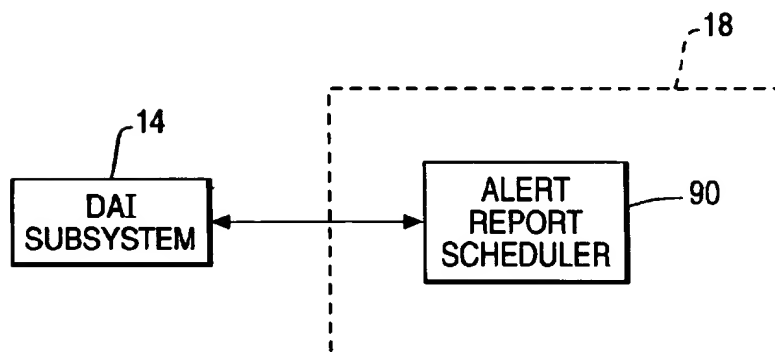 18
14
DAI
SUBSYSTEM
ALERT
REPORT
SCHEDULER
90